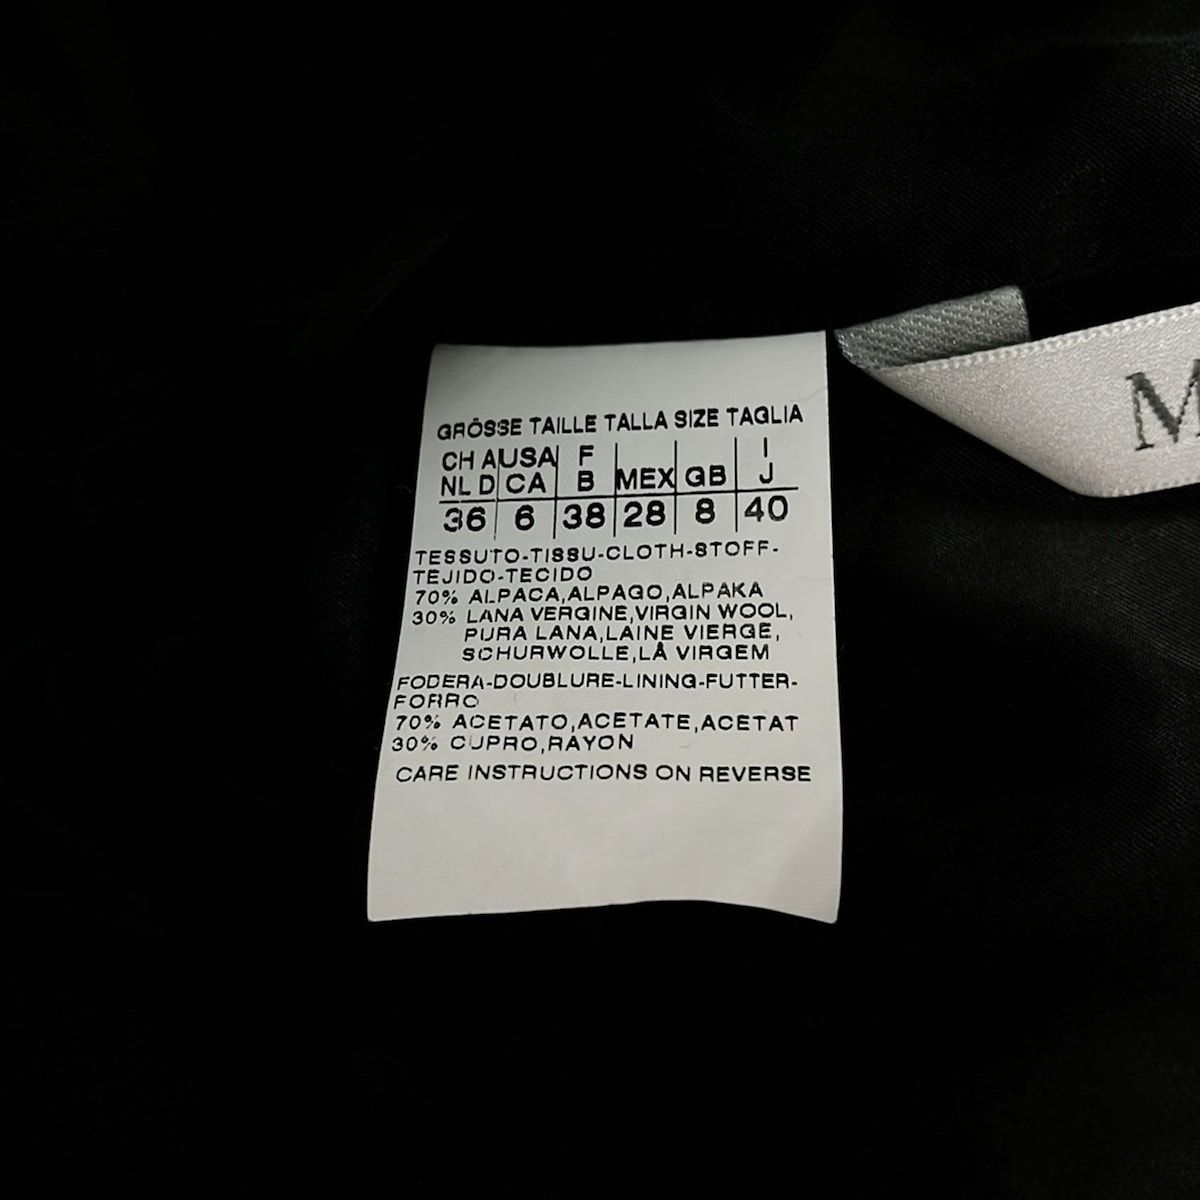 GRÖSSE TAILLE TALLA SIZE TAGLIA
CH A USA F I
NL D CA B MEX GB J
36 6 38 28 8 40
TESSUTO-TISSU-CLOTH-STOFF-
TEJIDO-TECIDO
70% ALPACA,ALPAGO,ALPAKA
30% LANA VERGINE,VIRGIN WOOL,
PURA LANA,LAINE VIERGE,
SCHURWOLLE,LÅ VIRGEM
FODERA-DOUBLURE-LINING-FUTTER-
FORRO
70% ACETATO,ACETATE,ACETAT
30% CUPRO,RAYON
CARE INSTRUCTIONS ON REVERSE
M